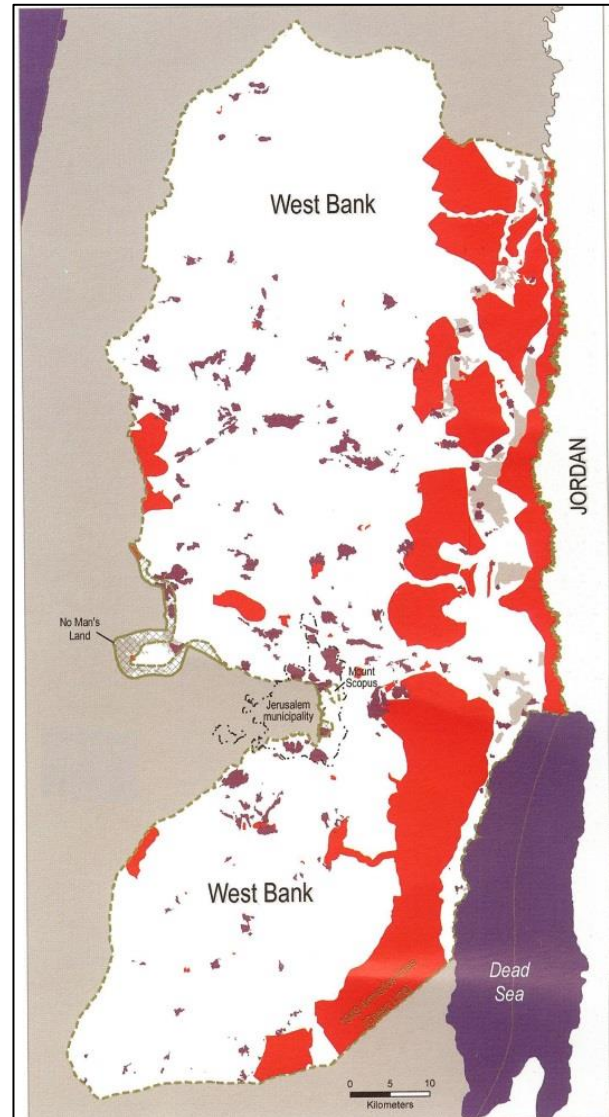 West Bank
JORDAN
No Man's
Land
Mount
Scopus
Jerusalem
municipality
West Bank
Dead
Sea
0 5 10
Kilometers